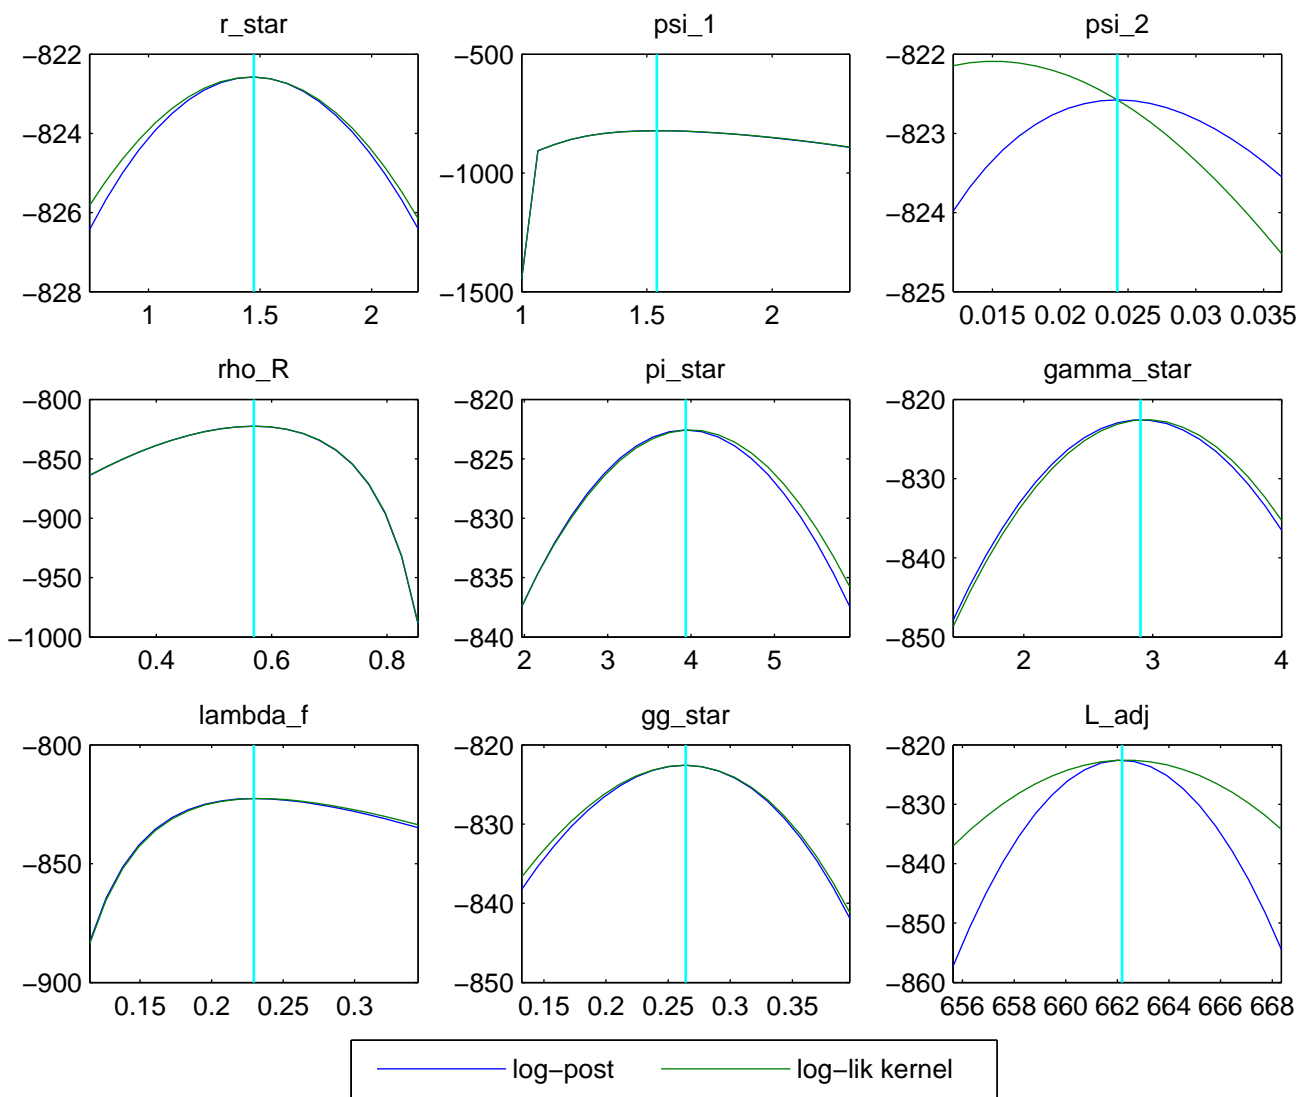 r_star psi_1 psi_2
−822 −500 −822
−824 −823
−826 −1000 −824
−828 −1500 −825
1 1.5 2 1 1.5 2 0.015 0.02 0.025 0.03 0.035
rho_R pi_star gamma_star
−800 −820 −820
−850 −825 −830
−900 −830 −840
−950 −835 −850
−1000 −840
0.4 0.6 0.8 2 3 4 5 2 3 4
lambda_f gg_star L_adj
−800 −820 −820
−850 −830 −830
−900 −840 −840
−850 −850
−860
0.15 0.2 0.25 0.3 0.15 0.2 0.25 0.3 0.35 656 658 660 662 664 666 668
log−post log−lik kernel